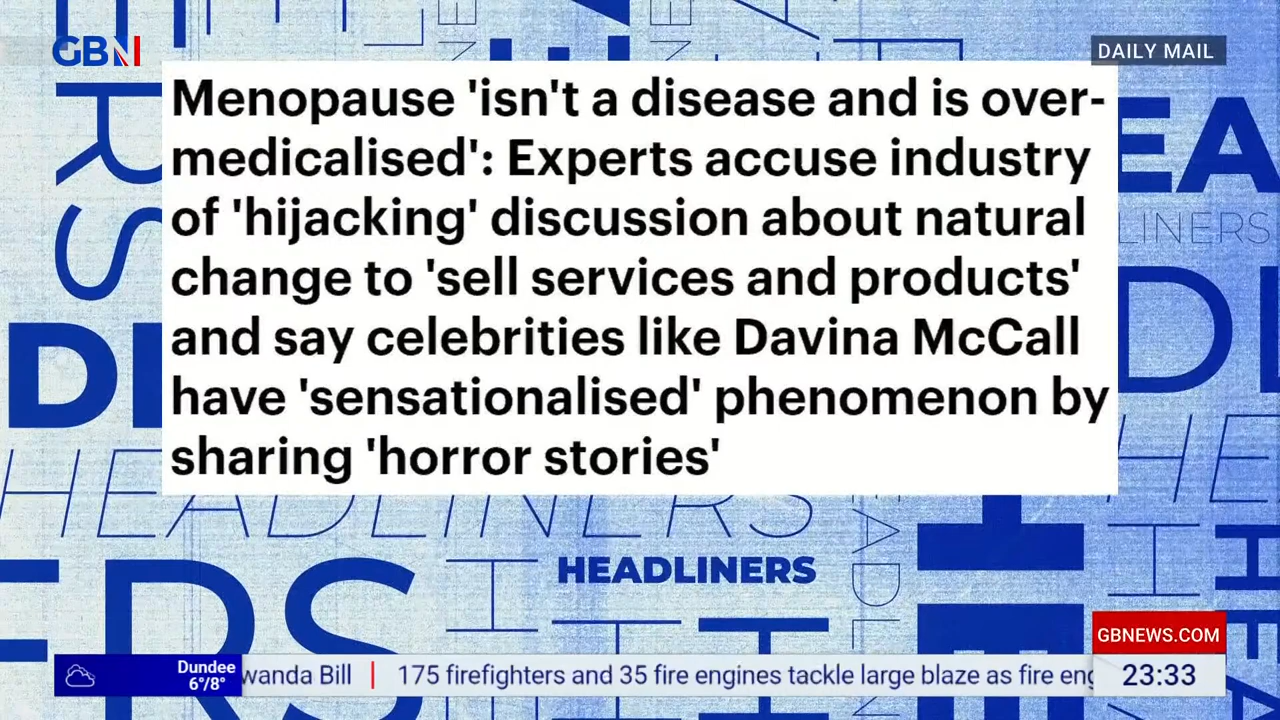 GBN
DAILY MAIL
Menopause 'isn't a disease and is over-
medicalised': Experts accuse industry
of 'hijacking' discussion about natural
change to 'sell services and products'
and say celebrities like Davina McCall
have 'sensationalised' phenomenon by
sharing 'horror stories'
LINERS
HEADLINERS
HEADLINERS
GBNEWS.COM
Dundee
6°/8°
wanda Bill | 175 firefighters and 35 fire engines tackle large blaze as fire eng
23:33